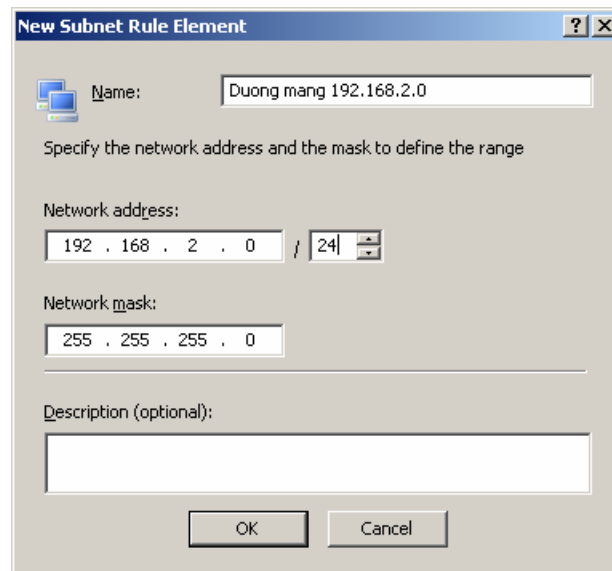 New Subnet Rule Element
Name: Duong mang 192.168.2.0
Specify the network address and the mask to define the range
Network address:
192 . 168 . 2 . 0 / 24
Network mask:
255 . 255 . 255 . 0
Description (optional):
OK Cancel